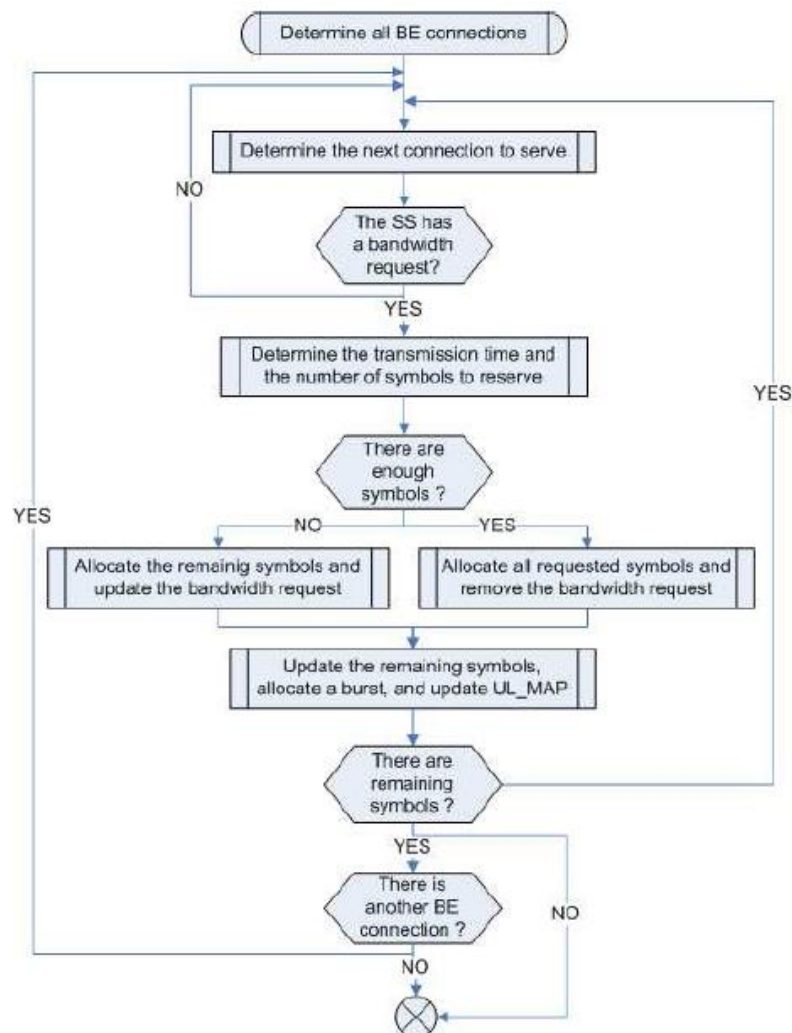 Determine all BE connections
Determine the next connection to serve
NO
The SS has
a bandwidth
request?
YES
Determine the transmission time and
the number of symbols to reserve
YES
There are
enough
symbols ?
YES
NO
YES
Allocate the remainig symbols and
update the bandwidth request
Allocate all requested symbols and
remove the bandwidth request
Update the remaining symbols,
allocate a burst, and update UL_MAP
There are
remaining
symbols ?
YES
There is
another BE
connection ?
NO
NO